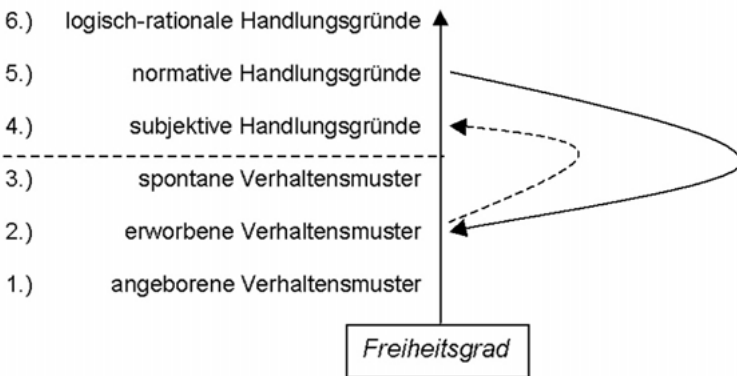 6.) logisch-rationale Handlungsgründe
5.) normative Handlungsgründe
4.) subjektive Handlungsgründe
3.) spontane Verhaltensmuster
2.) erworbene Verhaltensmuster
1.) angeborene Verhaltensmuster
Freiheitsgrad